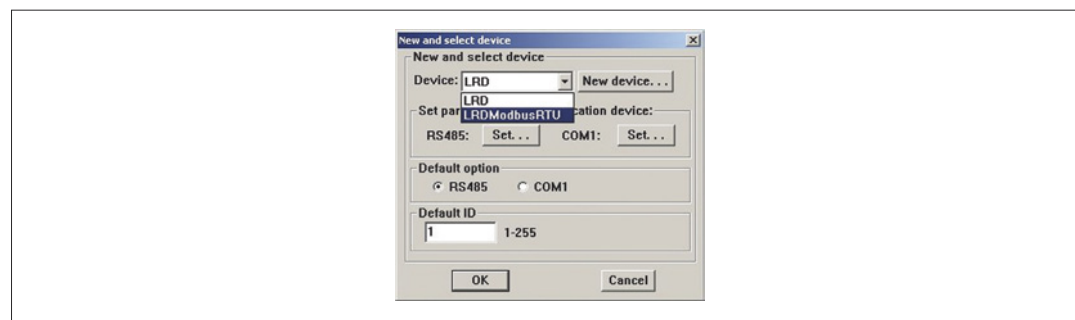 New and select device
New and select device
Device: LRD New device...
LRD
LRDModbusRTU
Set par cation device:
RS485: Set... COM1: Set...
Default option
RS485 COM1
Default ID
1 1-255
OK Cancel